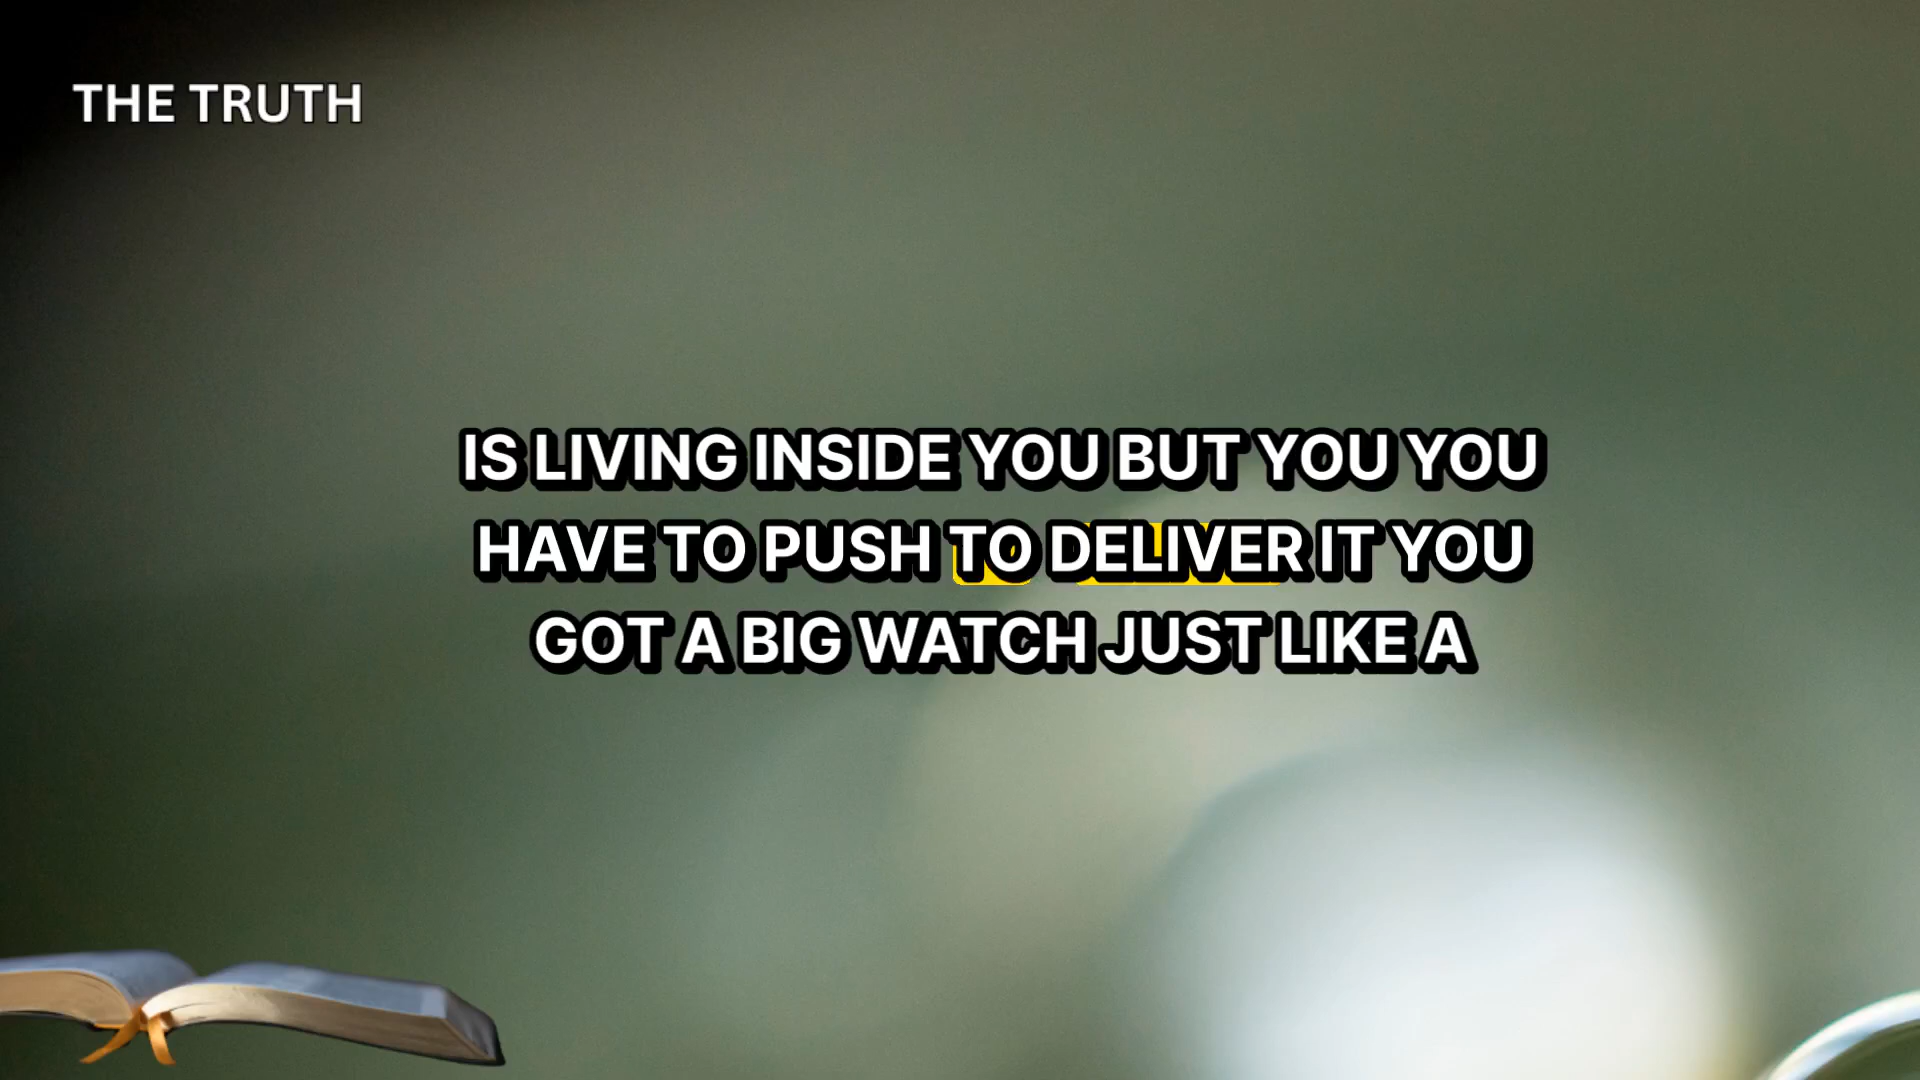 THE TRUTH
IS LIVING INSIDE YOU BUT YOU YOU
HAVE TO PUSH TO DELIVER IT YOU
GOT A BIG WATCH JUST LIKE A